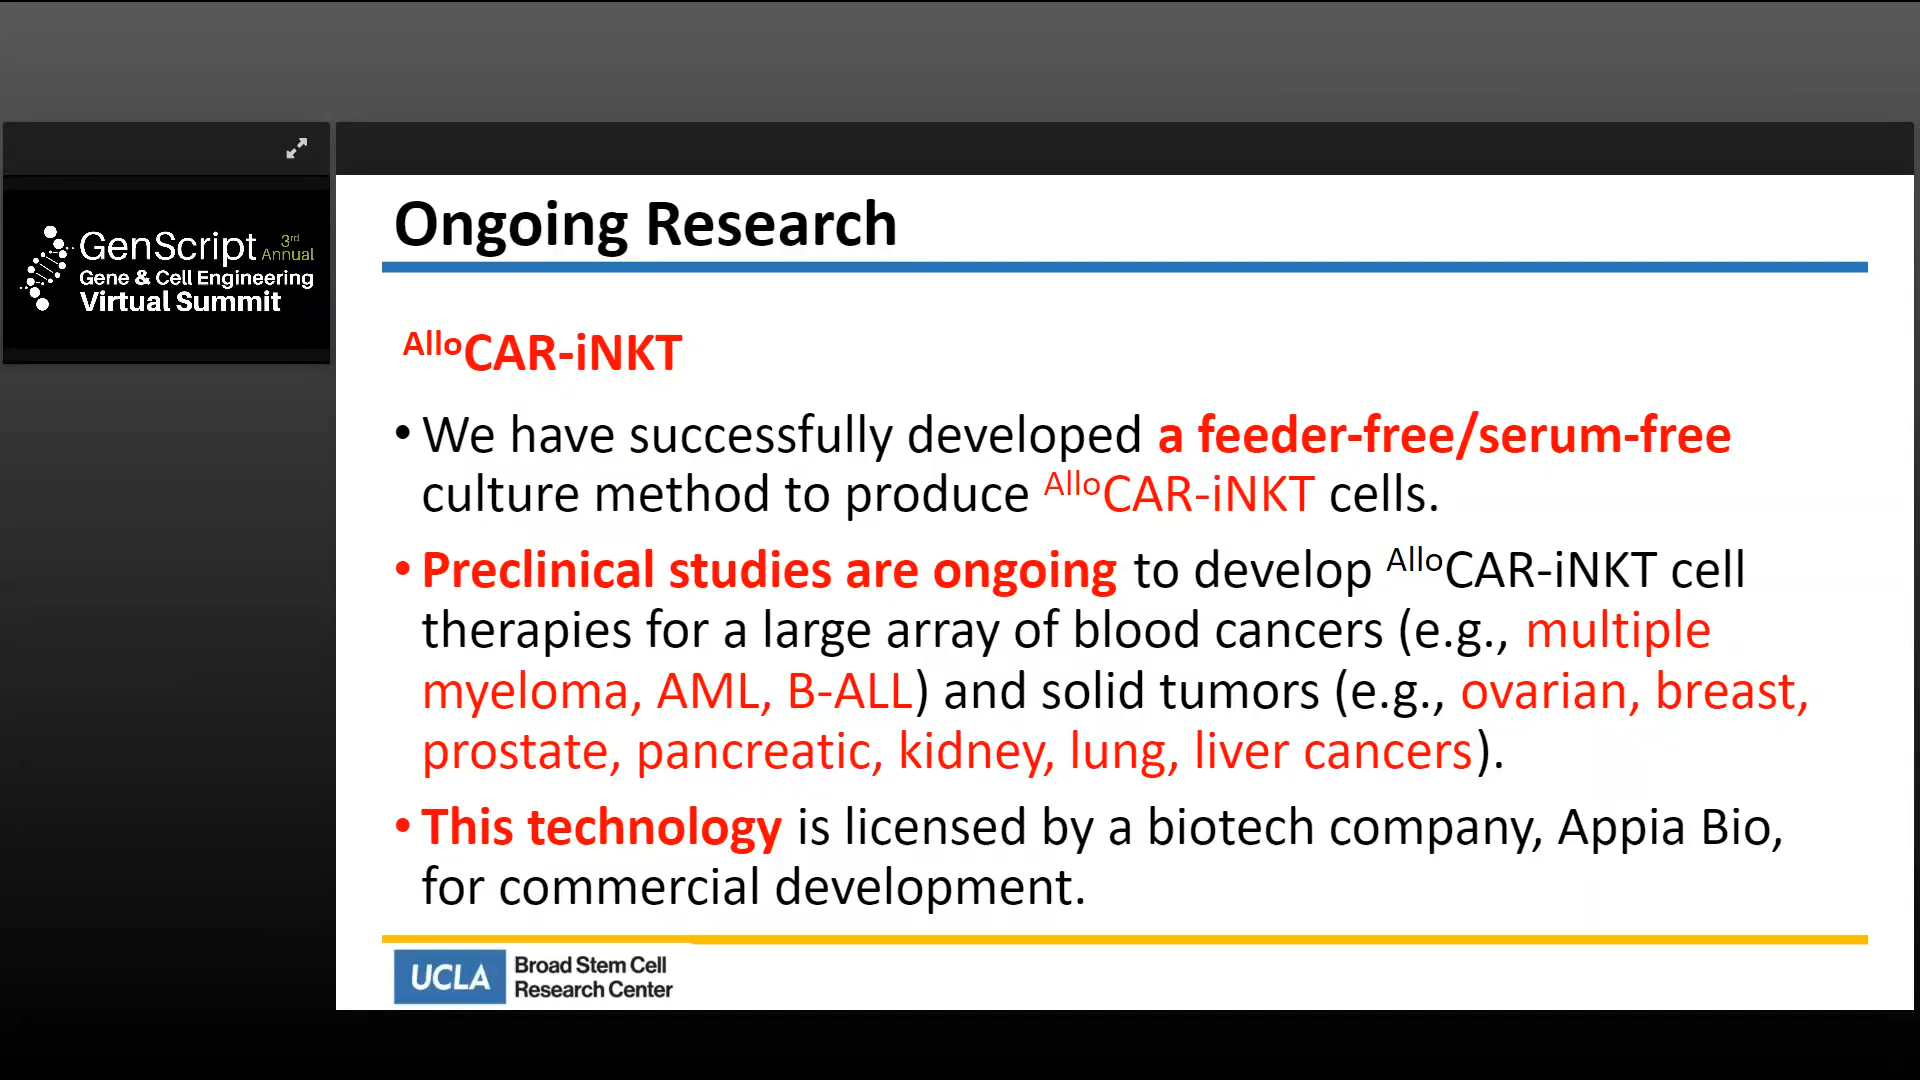 GenScript 3rd Annual
Gene & Cell Engineering
Virtual Summit
Ongoing Research
AlloCAR-iNKT
• We have successfully developed a feeder-free/serum-free
culture method to produce AlloCAR-iNKT cells.
• Preclinical studies are ongoing to develop AlloCAR-iNKT cell
therapies for a large array of blood cancers (e.g., multiple
myeloma, AML, B-ALL) and solid tumors (e.g., ovarian, breast,
prostate, pancreatic, kidney, lung, liver cancers).
• This technology is licensed by a biotech company, Appia Bio,
for commercial development.
UCLA Broad Stem Cell
Research Center